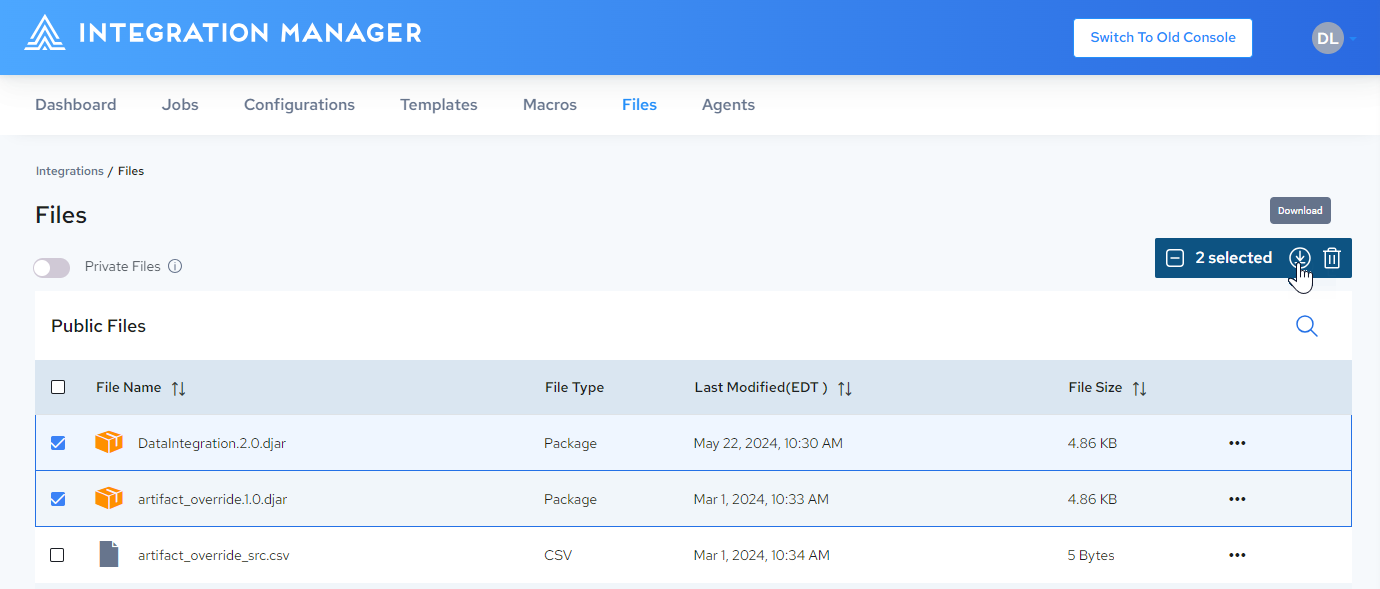 INTEGRATION MANAGER
Switch To Old Console
DL
Dashboard Jobs Configurations Templates Macros Files Agents
Integrations / Files
Files
Download
Private Files
2 selected
Public Files
File Name File Type Last Modified(EDT ) File Size
DataIntegration.2.0.djar Package May 22, 2024, 10:30 AM 4.86 KB
artifact_override.1.0.djar Package Mar 1, 2024, 10:33 AM 4.86 KB
artifact_override_src.csv CSV Mar 1, 2024, 10:34 AM 5 Bytes